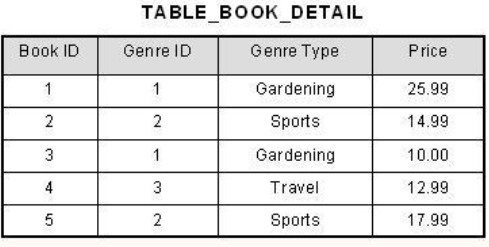 TABLE_BOOK_DETAIL
Book ID Genre ID Genre Type Price
1 1 Gardening 25.99
2 2 Sports 14.99
3 1 Gardening 10.00
4 3 Travel 12.99
5 2 Sports 17.99